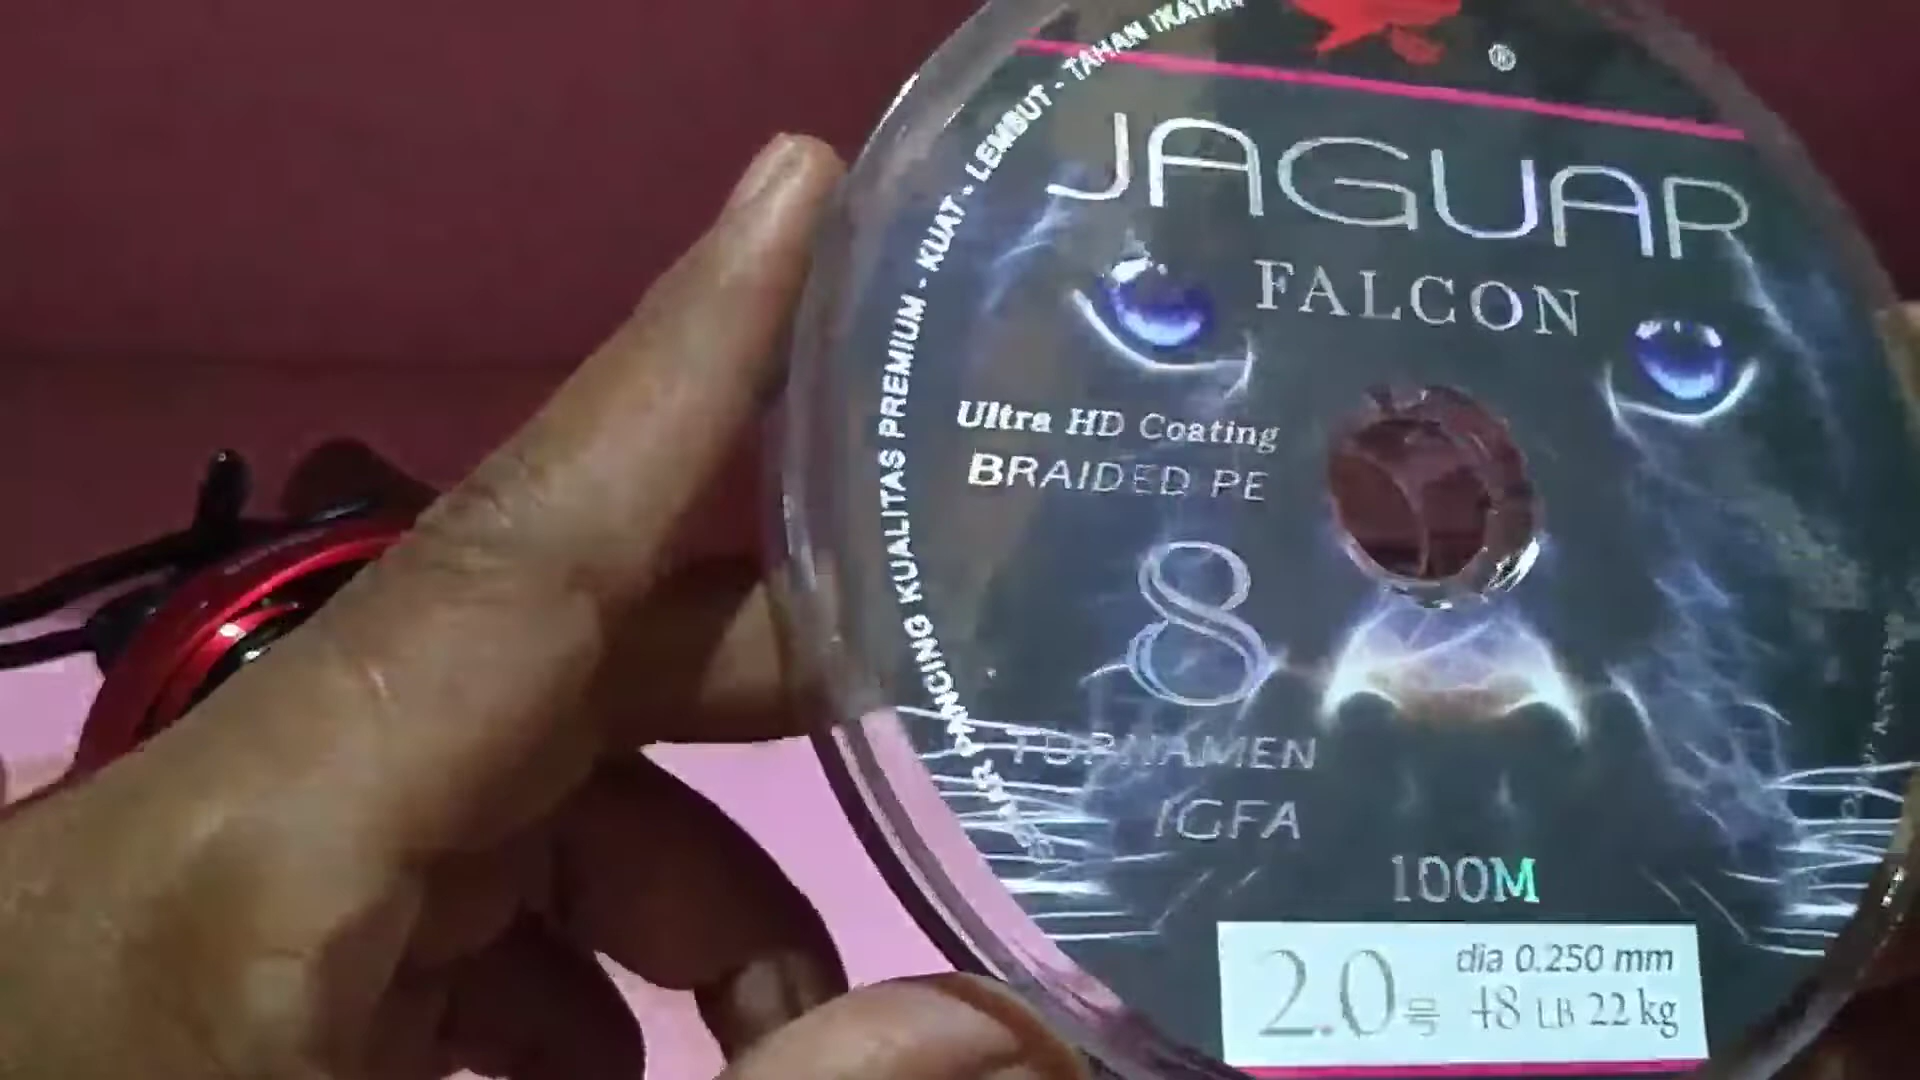 PANCING KUALITAS PREMIUM - KUAT - LEMBUT - TAHAN IKATAN
®
JAGUAR
FALCON
Ultra HD Coating
BRAIDED PE
8
TURNAMEN
IGFA
100M
2.0号
dia 0.250 mm
48 LB 22 kg